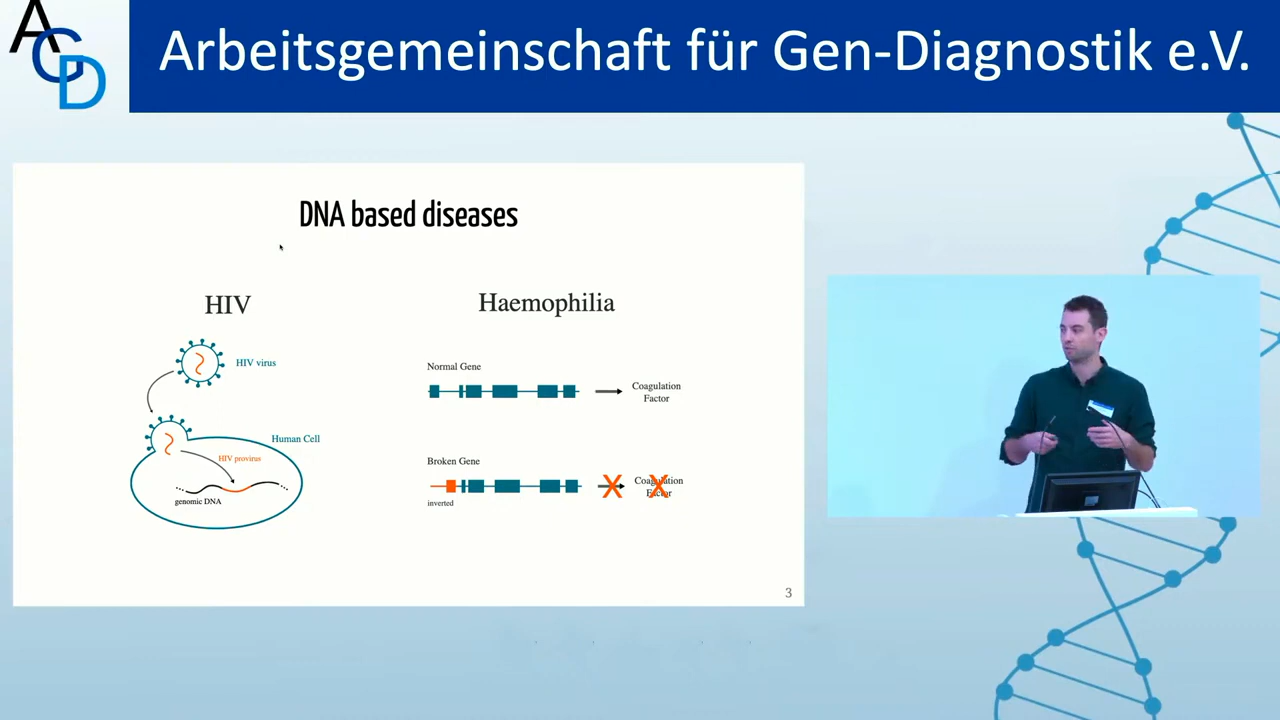 AGD
Arbeitsgemeinschaft für Gen-Diagnostik e.V.
DNA based diseases
HIV
HIV virus
Human Cell
HIV provirus
genomic DNA
Haemophilia
Normal Gene
Coagulation
Factor
Broken Gene
inverted
Coagulation
Factor
3